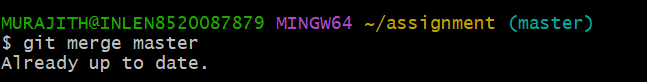 MURAJITH@INLEN8520087879 MINGW64 ~/assignment (master)
$ git merge master
Already up to date.